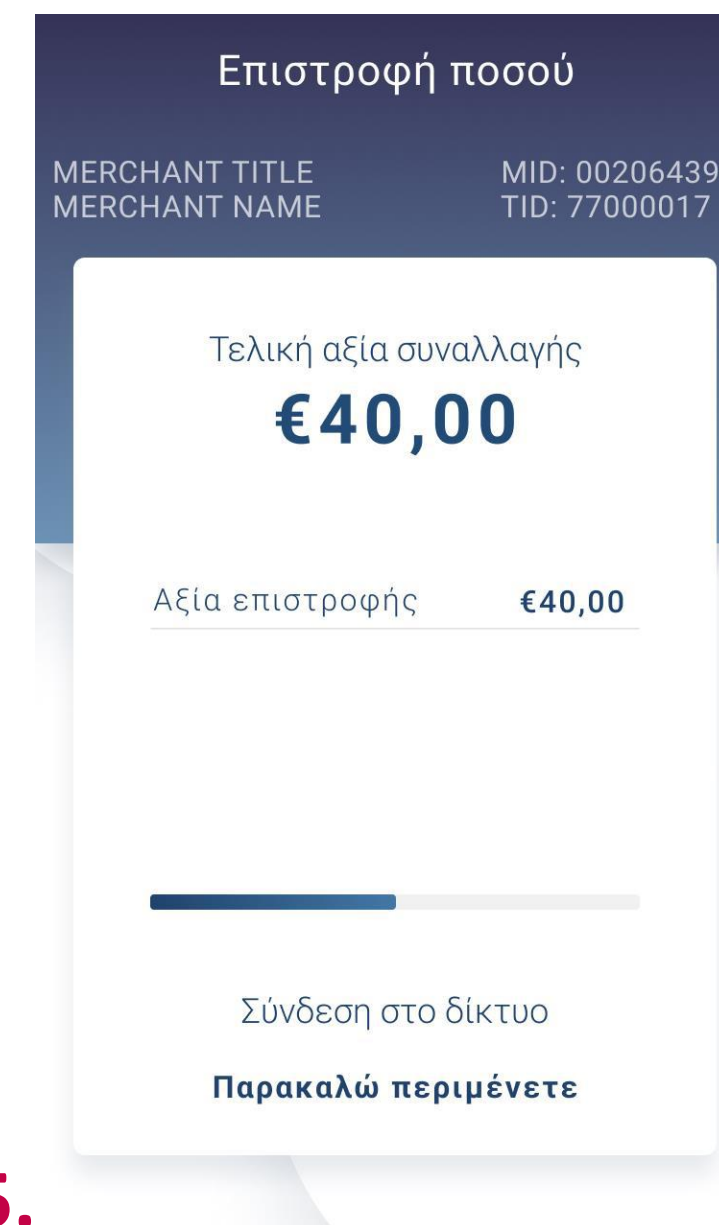 Επιστροφή ποσού
MERCHANT TITLE MID: 00206439
MERCHANT NAME TID: 77000017
Τελική αξία συναλλαγής
€40,00
Αξία επιστροφής €40,00
Σύνδεση στο δίκτυο
Παρακαλώ περιμένετε
5.